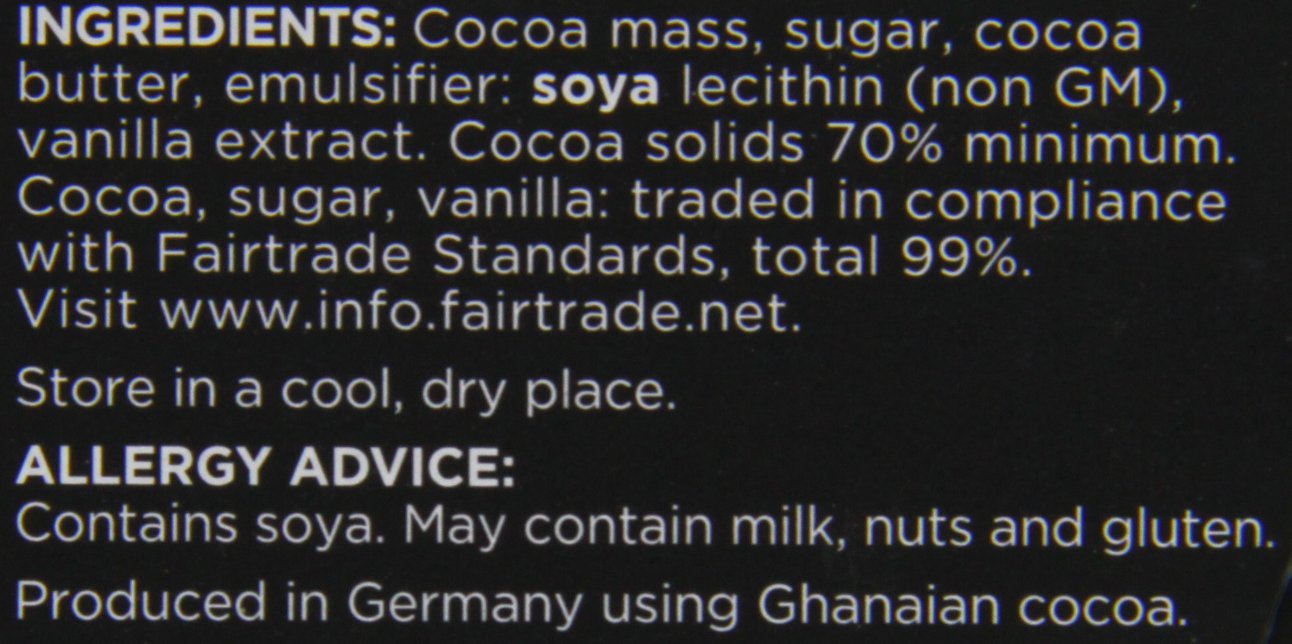 INGREDIENTS: Cocoa mass, sugar, cocoa
butter, emulsifier: soya lecithin (non GM),
vanilla extract. Cocoa solids 70% minimum.
Cocoa, sugar, vanilla: traded in compliance
with Fairtrade Standards, total 99%.
Visit www.info.fairtrade.net.
Store in a cool, dry place.
ALLERGY ADVICE:
Contains soya. May contain milk, nuts and gluten.
Produced in Germany using Ghanaian cocoa.